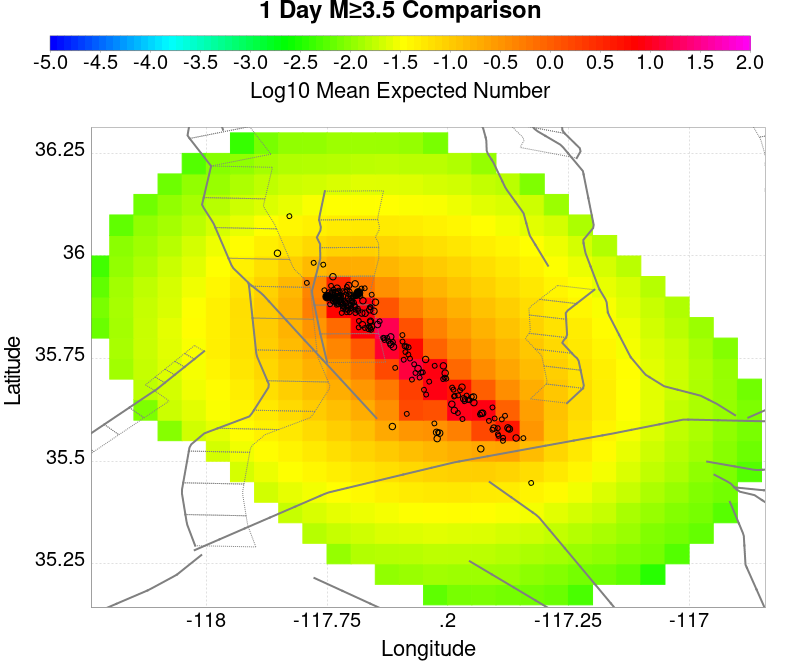 1 Day M≥3.5 Comparison
-5.0 -4.5 -4.0 -3.5 -3.0 -2.5 -2.0 -1.5 -1.0 -0.5 0.0 0.5 1.0 1.5 2.0
Log10 Mean Expected Number
36.25
36
35.75
35.5
35.25
Latitude
-118 -117.75 .2 -117.25 -117
Longitude